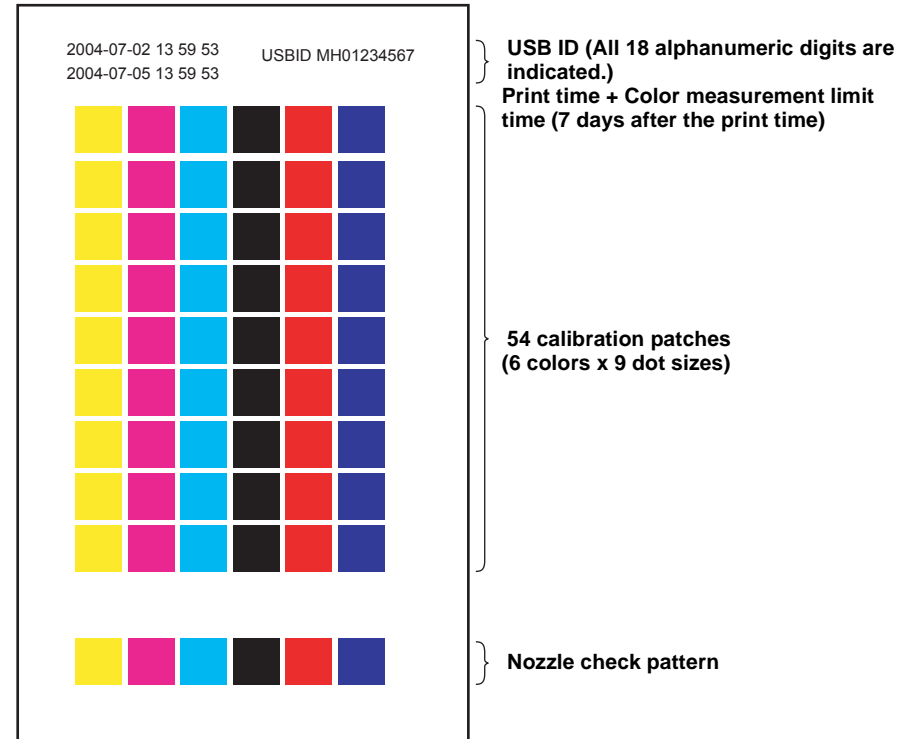 2004-07-02 13 59 53
2004-07-05 13 59 53
USBID MH01234567
USB ID (All 18 alphanumeric digits are
indicated.)
Print time + Color measurement limit
time (7 days after the print time)
54 calibration patches
(6 colors x 9 dot sizes)
Nozzle check pattern